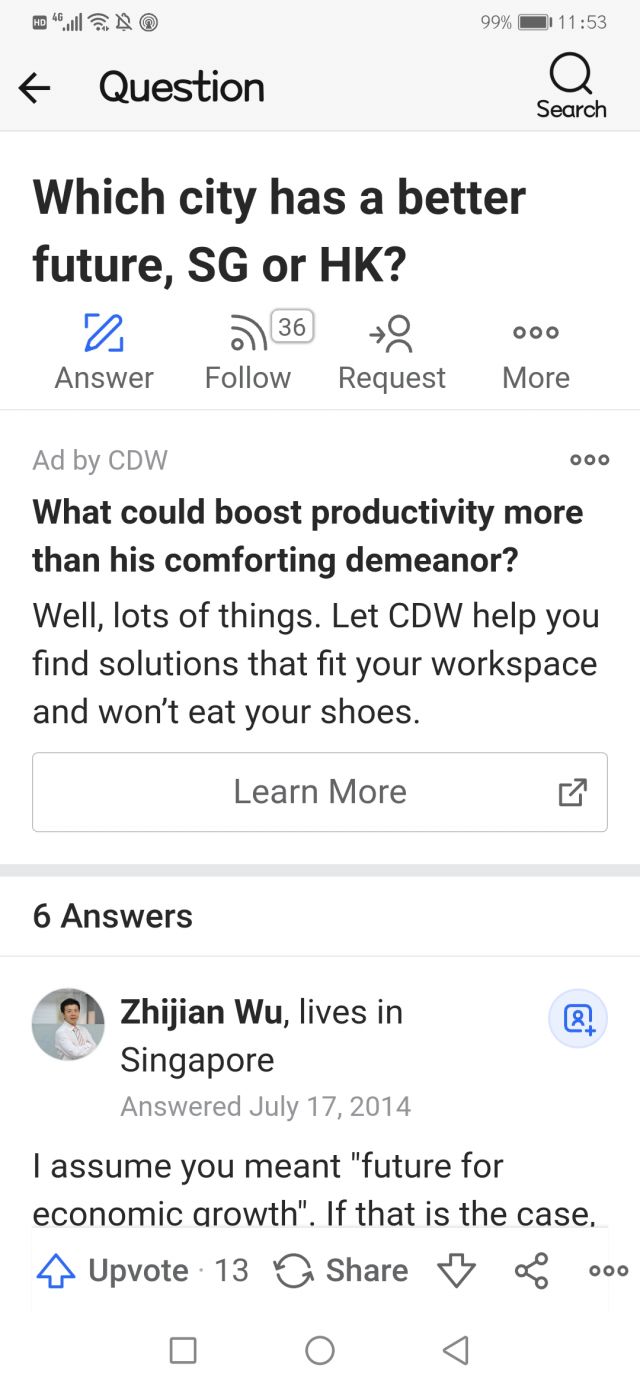 HD 4G 99% 11:53
Question
Search
Which city has a better
future, SG or HK?
36
Answer Follow Request More
Ad by CDW
What could boost productivity more
than his comforting demeanor?
Well, lots of things. Let CDW help you
find solutions that fit your workspace
and won’t eat your shoes.
Learn More
6 Answers
Zhijian Wu, lives in
Singapore
Answered July 17, 2014
I assume you meant "future for
economic growth". If that is the case,
Upvote · 13 Share